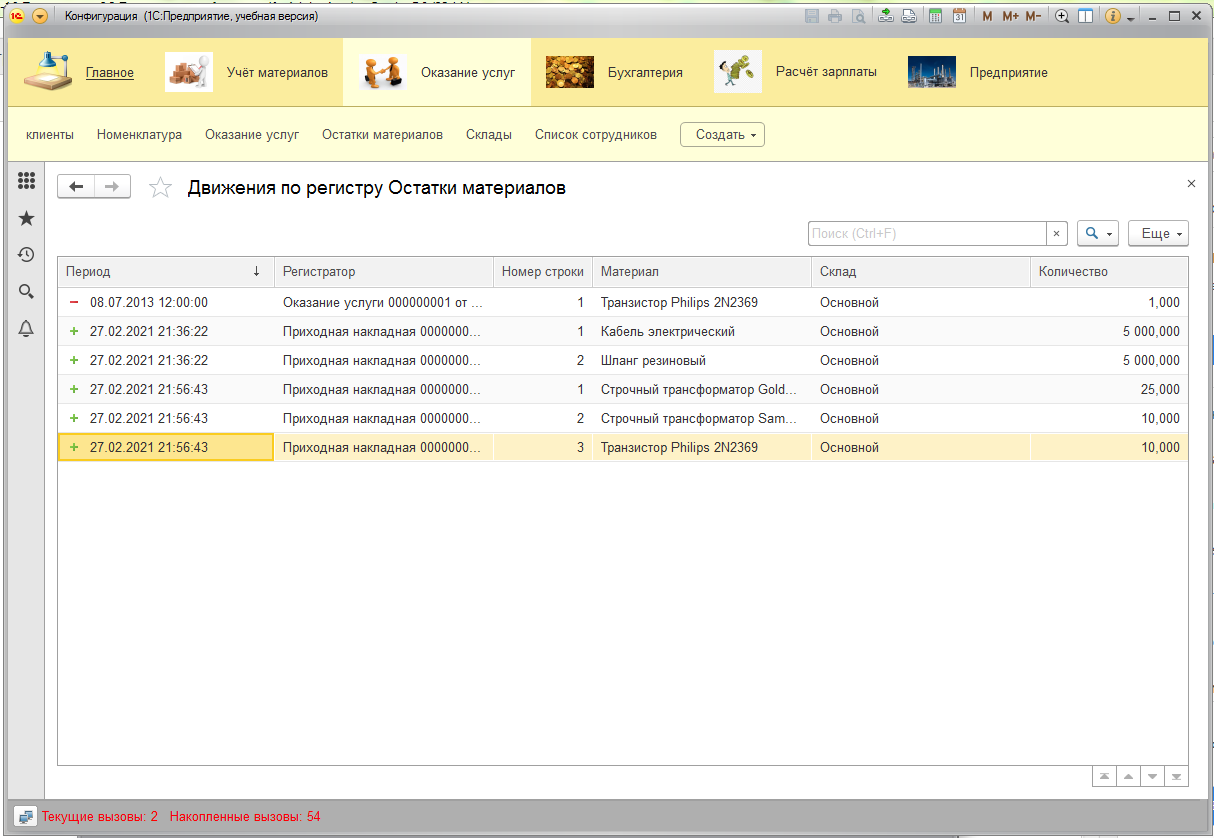 Конфигурация (1С:Предприятие, учебная версия)
M M+ M-
Главное Учёт материалов Оказание услуг Бухгалтерия Расчёт зарплаты Предприятие
клиенты Номенклатура Оказание услуг Остатки материалов Склады Список сотрудников Создать
Движения по регистру Остатки материалов
Поиск (Ctrl+F) × Еще
Период ↓ Регистратор Номер строки Материал Склад Количество
08.07.2013 12:00:00 Оказание услуги 000000001 от ... 1 Транзистор Philips 2N2369 Основной 1,000
27.02.2021 21:36:22 Приходная накладная 0000000... 1 Кабель электрический Основной 5 000,000
27.02.2021 21:36:22 Приходная накладная 0000000... 2 Шланг резиновый Основной 5 000,000
27.02.2021 21:56:43 Приходная накладная 0000000... 1 Строчный трансформатор Gold... Основной 25,000
27.02.2021 21:56:43 Приходная накладная 0000000... 2 Строчный трансформатор Sam... Основной 10,000
27.02.2021 21:56:43 Приходная накладная 0000000... 3 Транзистор Philips 2N2369 Основной 10,000
Текущие вызовы: 2 Накопленные вызовы: 54